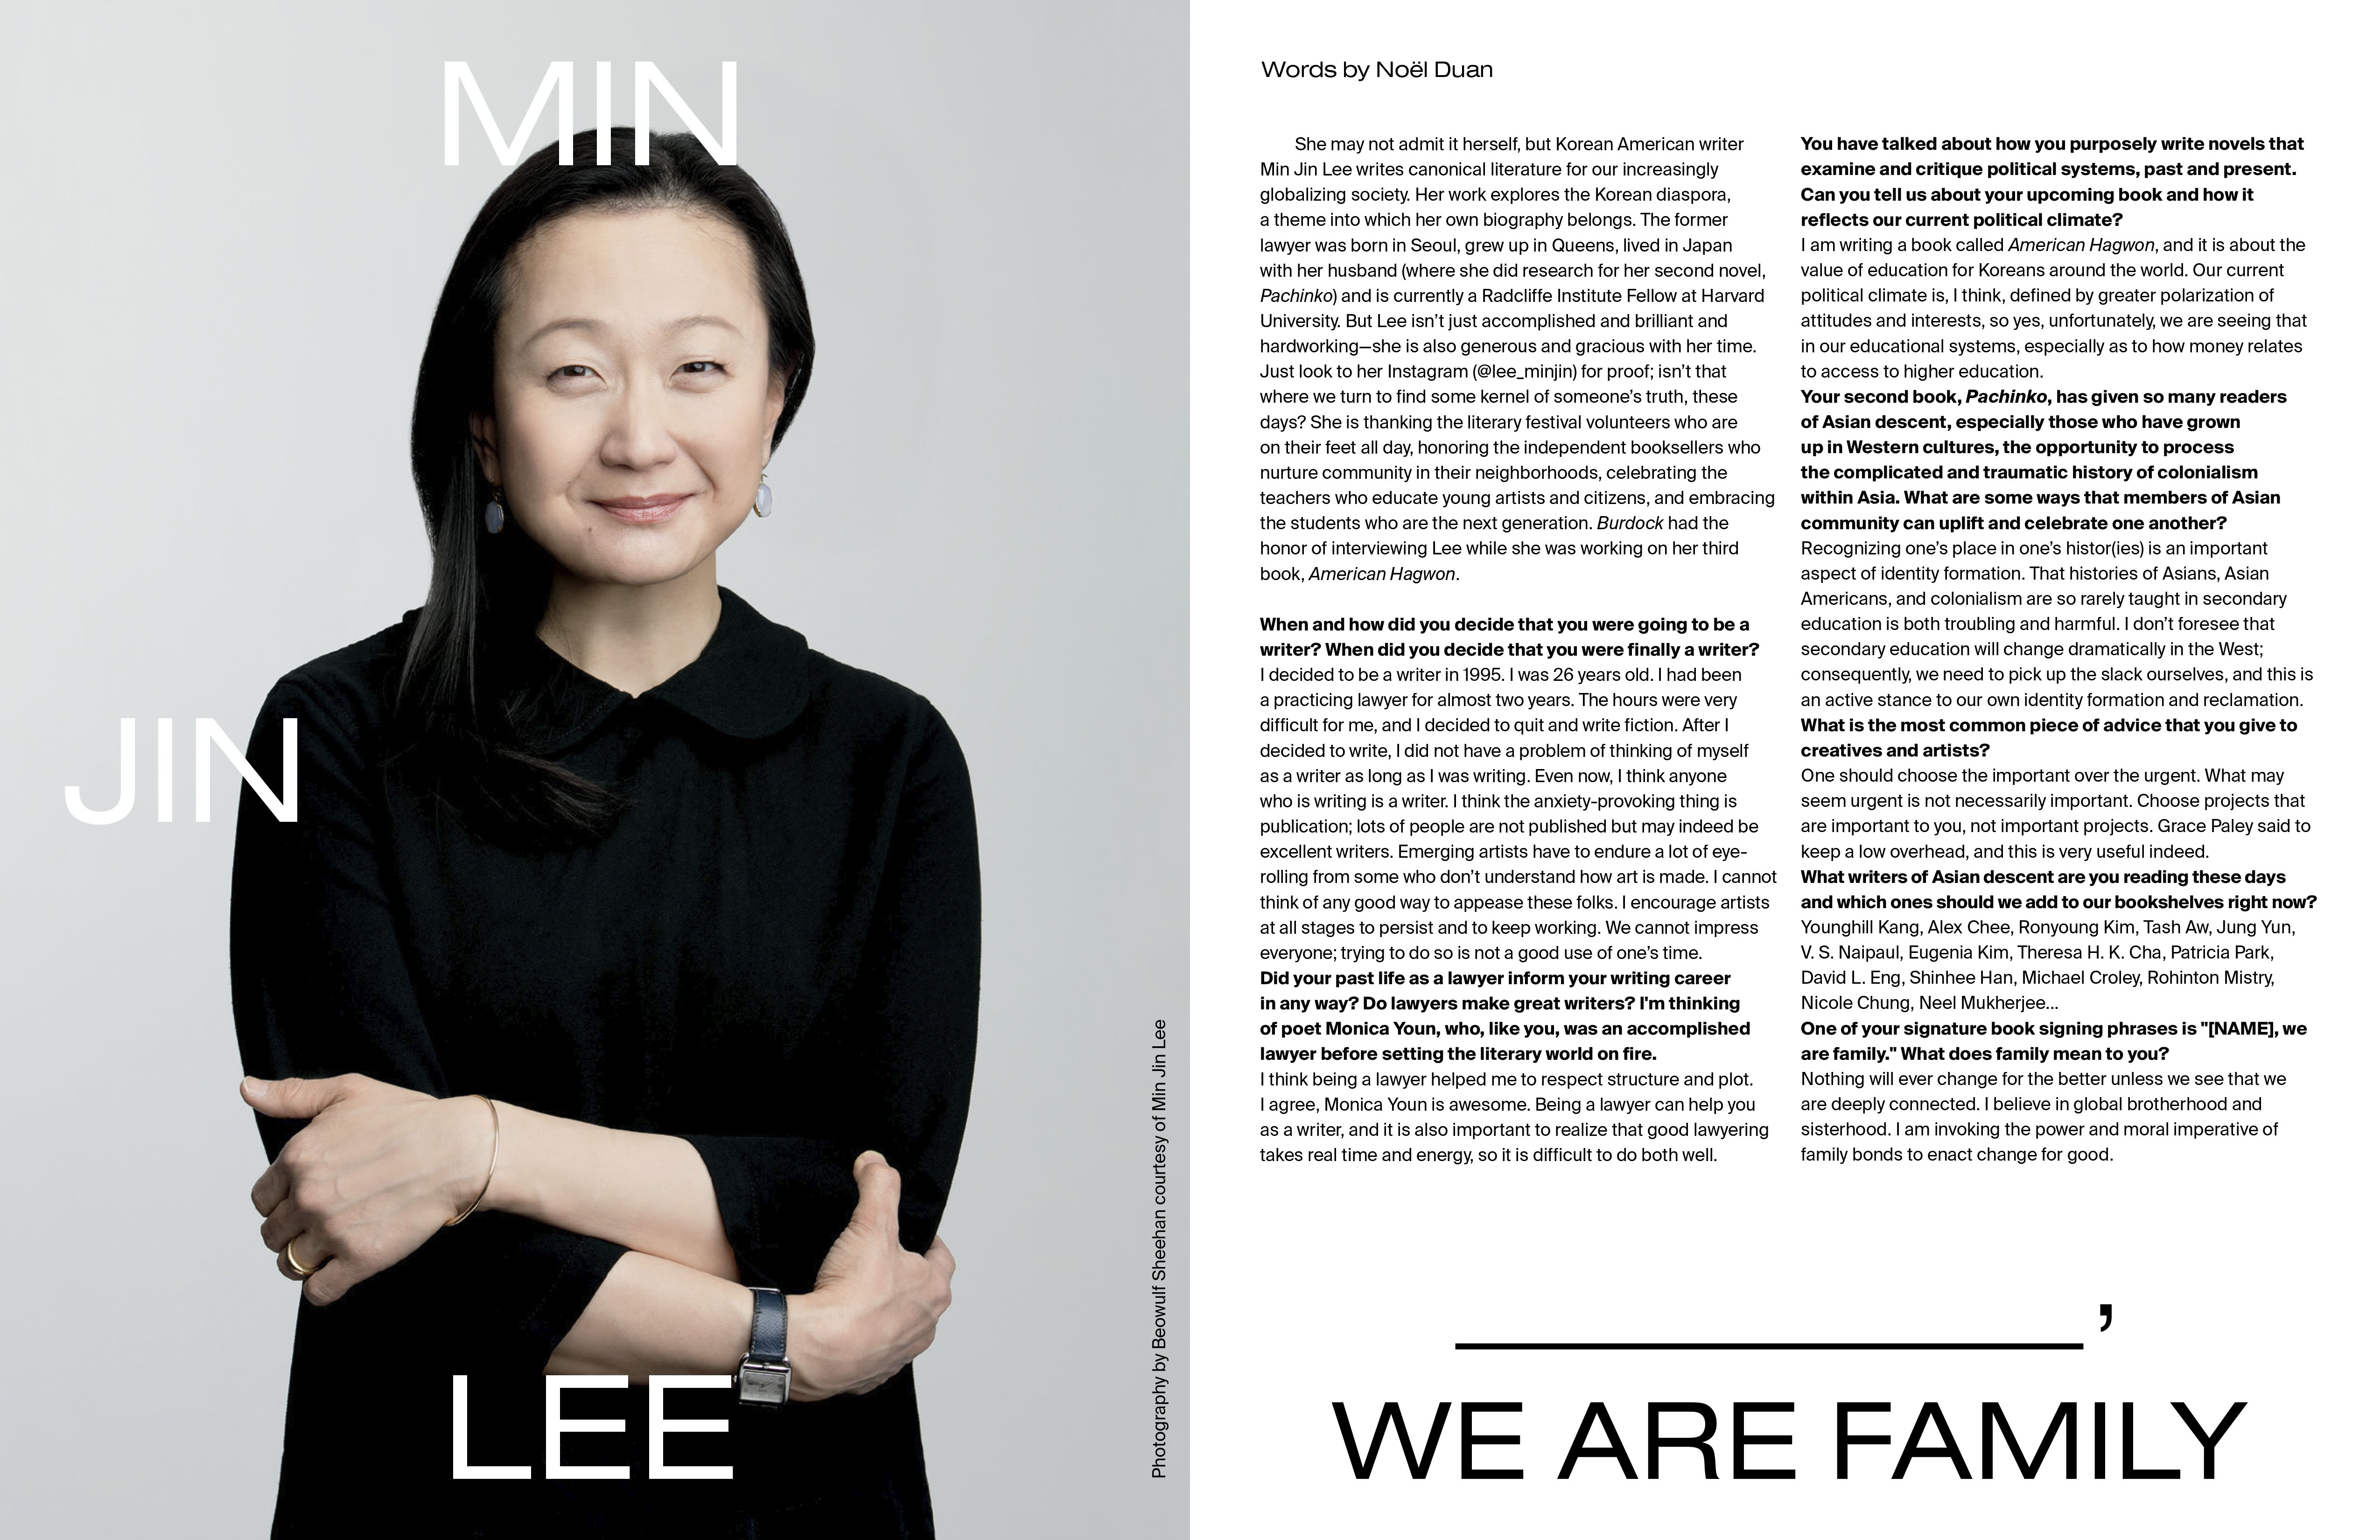 MIN
JIN
LEE
Photography by Beowulf Sheehan courtesy of Min Jin Lee
Words by Noël Duan
She may not admit it herself, but Korean American writer
Min Jin Lee writes canonical literature for our increasingly
globalizing society. Her work explores the Korean diaspora,
a theme into which her own biography belongs. The former
lawyer was born in Seoul, grew up in Queens, lived in Japan
with her husband (where she did research for her second novel,
Pachinko) and is currently a Radcliffe Institute Fellow at Harvard
University. But Lee isn’t just accomplished and brilliant and
hardworking—she is also generous and gracious with her time.
Just look to her Instagram (@lee_minjin) for proof; isn’t that
where we turn to find some kernel of someone’s truth, these
days? She is thanking the literary festival volunteers who are
on their feet all day, honoring the independent booksellers who
nurture community in their neighborhoods, celebrating the
teachers who educate young artists and citizens, and embracing
the students who are the next generation. Burdock had the
honor of interviewing Lee while she was working on her third
book, American Hagwon.
When and how did you decide that you were going to be a
writer? When did you decide that you were finally a writer?
I decided to be a writer in 1995. I was 26 years old. I had been
a practicing lawyer for almost two years. The hours were very
difficult for me, and I decided to quit and write fiction. After I
decided to write, I did not have a problem of thinking of myself
as a writer as long as I was writing. Even now, I think anyone
who is writing is a writer. I think the anxiety-provoking thing is
publication; lots of people are not published but may indeed be
excellent writers. Emerging artists have to endure a lot of eye-
rolling from some who don’t understand how art is made. I cannot
think of any good way to appease these folks. I encourage artists
at all stages to persist and to keep working. We cannot impress
everyone; trying to do so is not a good use of one’s time.
Did your past life as a lawyer inform your writing career
in any way? Do lawyers make great writers? I'm thinking
of poet Monica Youn, who, like you, was an accomplished
lawyer before setting the literary world on fire.
I think being a lawyer helped me to respect structure and plot.
I agree, Monica Youn is awesome. Being a lawyer can help you
as a writer, and it is also important to realize that good lawyering
takes real time and energy, so it is difficult to do both well.
You have talked about how you purposely write novels that
examine and critique political systems, past and present.
Can you tell us about your upcoming book and how it
reflects our current political climate?
I am writing a book called American Hagwon, and it is about the
value of education for Koreans around the world. Our current
political climate is, I think, defined by greater polarization of
attitudes and interests, so yes, unfortunately, we are seeing that
in our educational systems, especially as to how money relates
to access to higher education.
Your second book, Pachinko, has given so many readers
of Asian descent, especially those who have grown
up in Western cultures, the opportunity to process
the complicated and traumatic history of colonialism
within Asia. What are some ways that members of Asian
community can uplift and celebrate one another?
Recognizing one’s place in one’s histor(ies) is an important
aspect of identity formation. That histories of Asians, Asian
Americans, and colonialism are so rarely taught in secondary
education is both troubling and harmful. I don’t foresee that
secondary education will change dramatically in the West;
consequently, we need to pick up the slack ourselves, and this is
an active stance to our own identity formation and reclamation.
What is the most common piece of advice that you give to
creatives and artists?
One should choose the important over the urgent. What may
seem urgent is not necessarily important. Choose projects that
are important to you, not important projects. Grace Paley said to
keep a low overhead, and this is very useful indeed.
What writers of Asian descent are you reading these days
and which ones should we add to our bookshelves right now?
Younghill Kang, Alex Chee, Ronyoung Kim, Tash Aw, Jung Yun,
V. S. Naipaul, Eugenia Kim, Theresa H. K. Cha, Patricia Park,
David L. Eng, Shinhee Han, Michael Croley, Rohinton Mistry,
Nicole Chung, Neel Mukherjee...
One of your signature book signing phrases is "[NAME], we
are family." What does family mean to you?
Nothing will ever change for the better unless we see that we
are deeply connected. I believe in global brotherhood and
sisterhood. I am invoking the power and moral imperative of
family bonds to enact change for good.
________,
WE ARE FAMILY